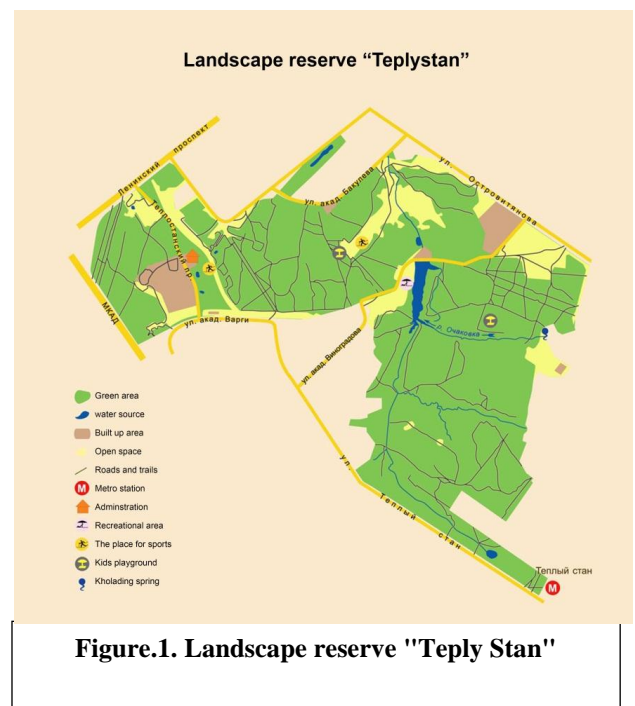 Landscape reserve “Teplystan”
Ленинский проспект
Теплостанский пр.
МКАД
ул. акад. Варги
ул. акад. Бакулева
ул. Островитянова
ул. акад. Виноградова
р. Очаковка
ул. Теплый стан
Теплый стан
M
Green area
water source
Built up area
Open space
Roads and trails
M Metro station
Adminstration
Recreational area
The place for sports
Kids playground
Kholading spring
Figure.1. Landscape reserve "Teply Stan"